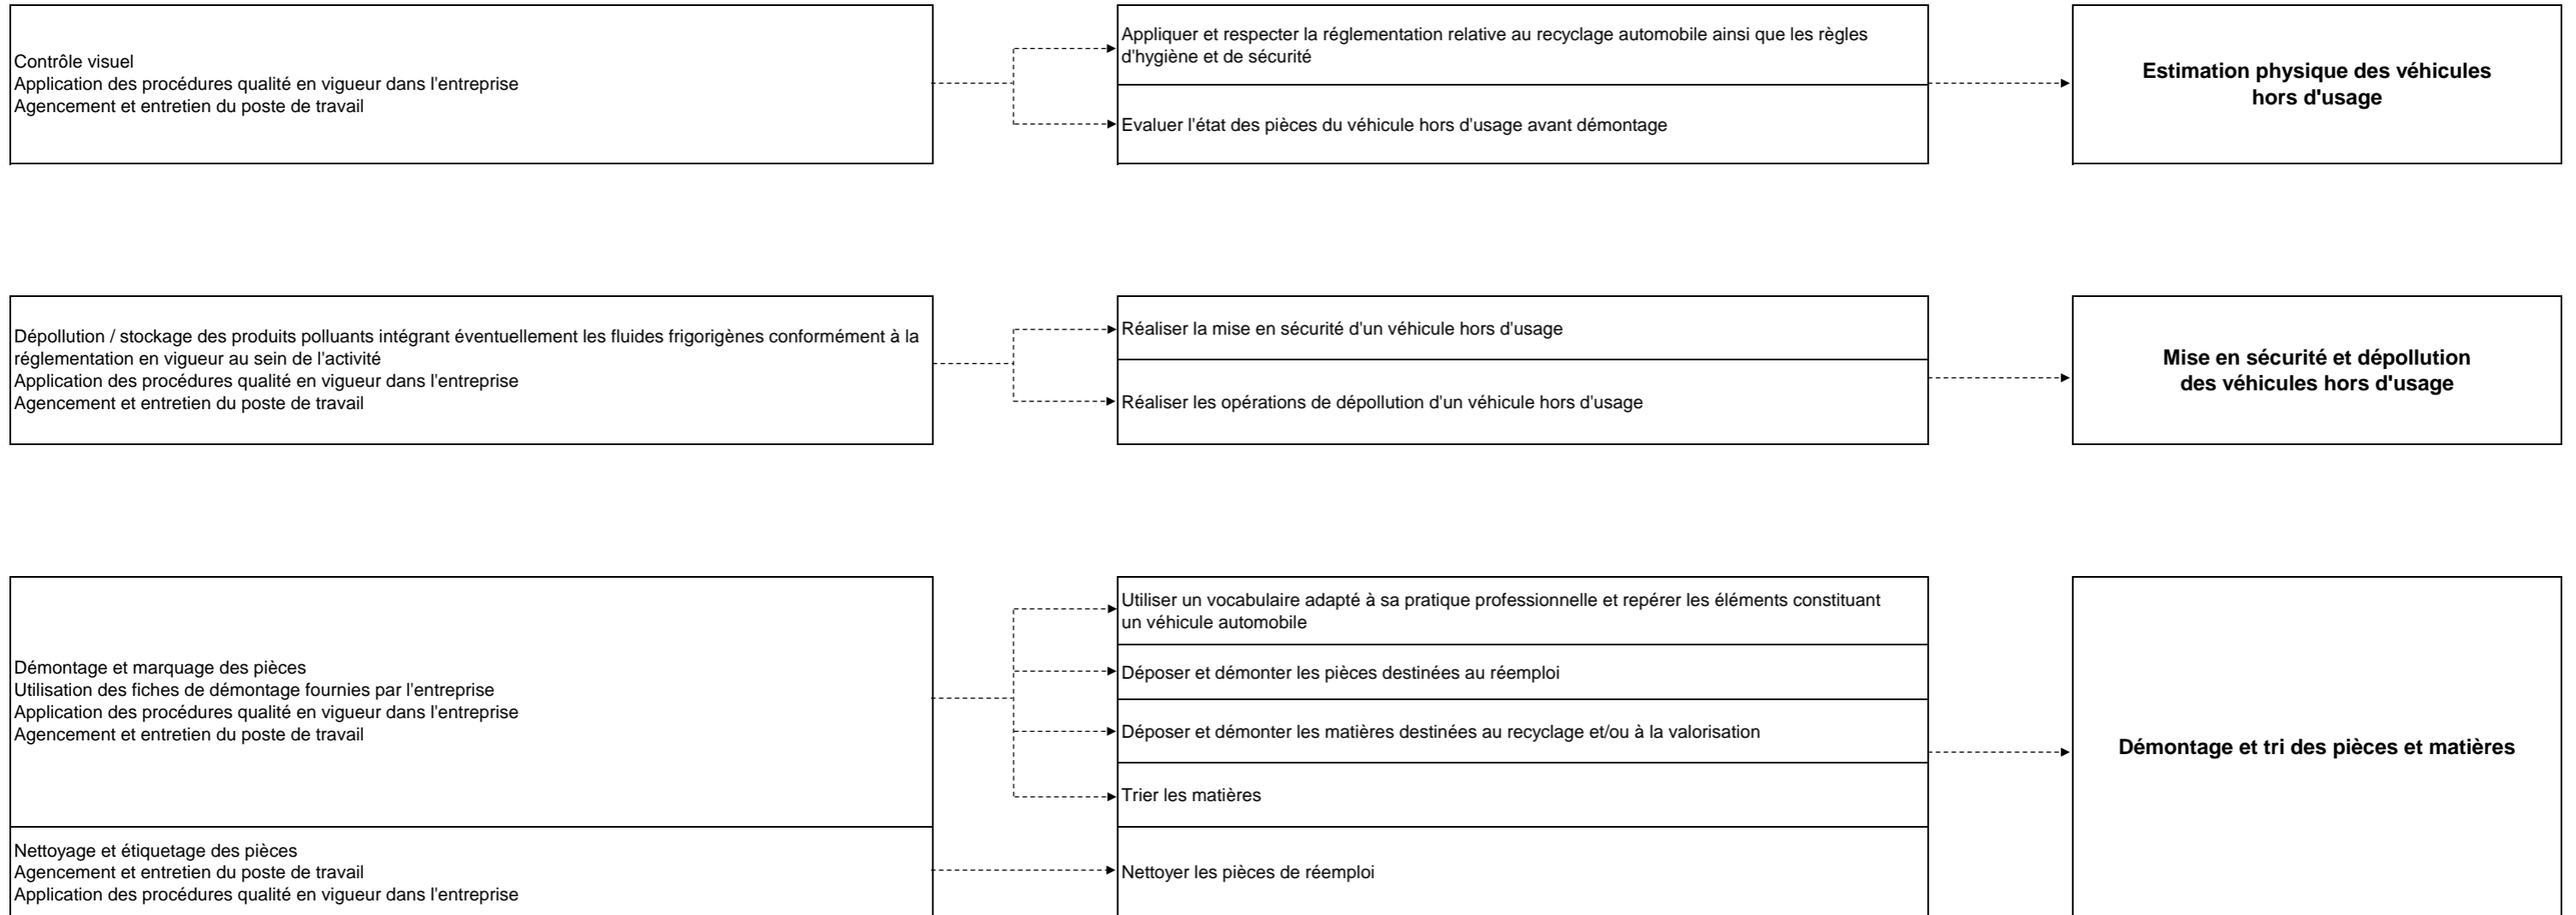 Contrôle visuel
Application des procédures qualité en vigueur dans l'entreprise
Agencement et entretien du poste de travail
Appliquer et respecter la réglementation relative au recyclage automobile ainsi que les règles
d'hygiène et de sécurité
Evaluer l'état des pièces du véhicule hors d'usage avant démontage
Estimation physique des véhicules
hors d'usage
Dépollution / stockage des produits polluants intégrant éventuellement les fluides frigorigènes conformément à la
réglementation en vigueur au sein de l'activité
Application des procédures qualité en vigueur dans l'entreprise
Agencement et entretien du poste de travail
Réaliser la mise en sécurité d'un véhicule hors d'usage
Réaliser les opérations de dépollution d'un véhicule hors d'usage
Mise en sécurité et dépollution
des véhicules hors d'usage
Démontage et marquage des pièces
Utilisation des fiches de démontage fournies par l'entreprise
Application des procédures qualité en vigueur dans l'entreprise
Agencement et entretien du poste de travail
Utiliser un vocabulaire adapté à sa pratique professionnelle et repérer les éléments constituant
un véhicule automobile
Déposer et démonter les pièces destinées au réemploi
Déposer et démonter les matières destinées au recyclage et/ou à la valorisation
Trier les matières
Démontage et tri des pièces et matières
Nettoyage et étiquetage des pièces
Agencement et entretien du poste de travail
Application des procédures qualité en vigueur dans l'entreprise
Nettoyer les pièces de réemploi